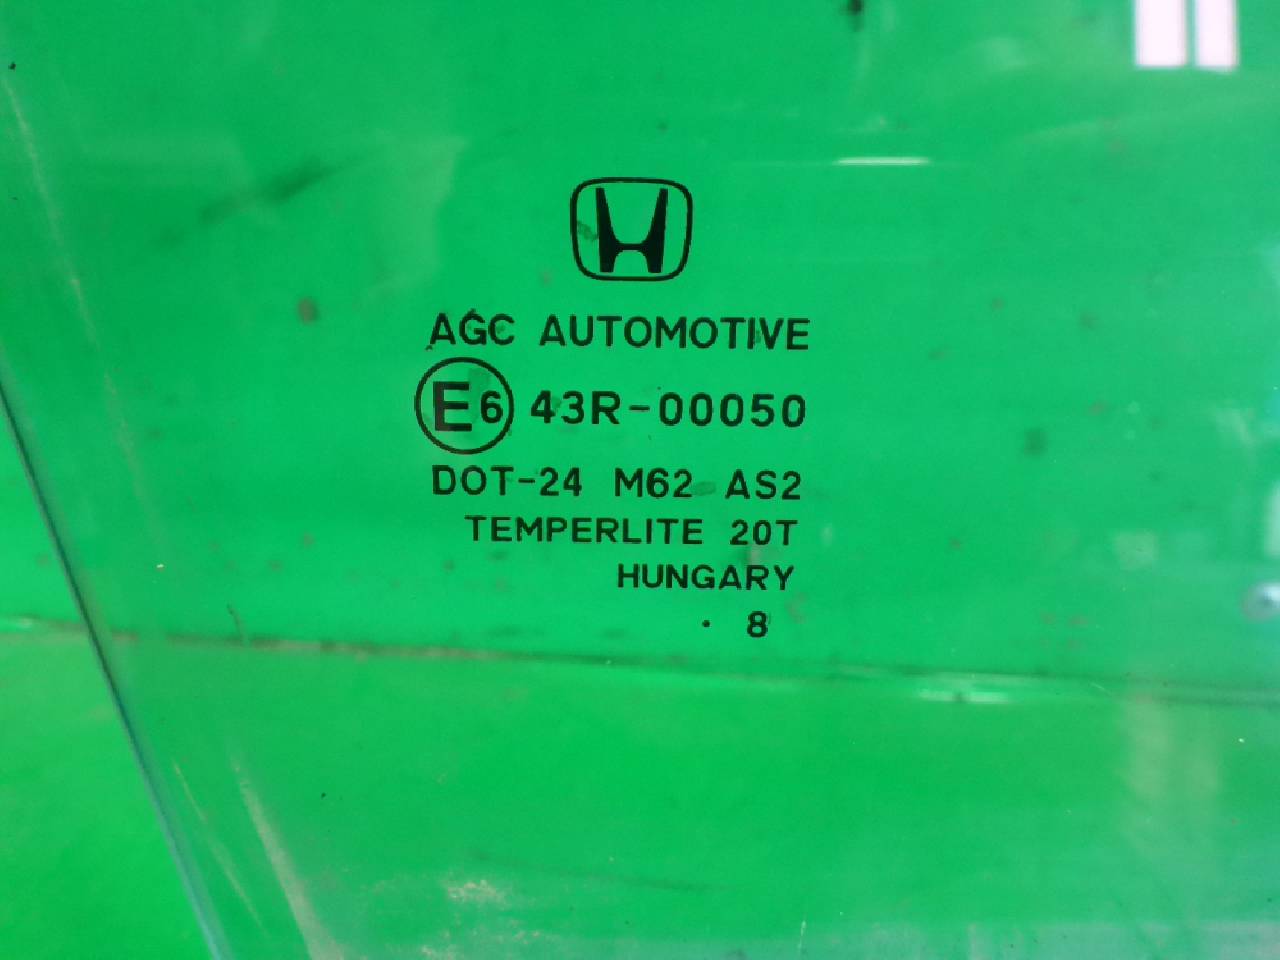 AGC AUTOMOTIVE
E6 43R-00050
DOT-24 M62 AS2
TEMPERLITE 20T
HUNGARY
. 8